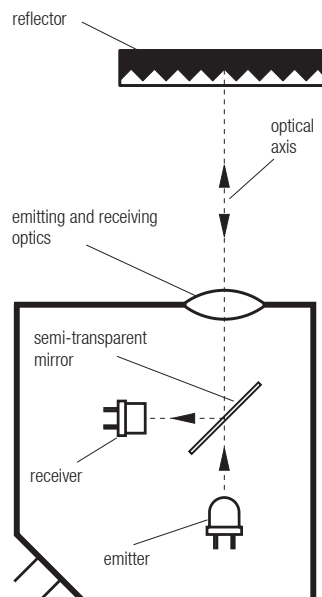 reflector
optical
axis
emitting and receiving
optics
semi-transparent
mirror
receiver
emitter